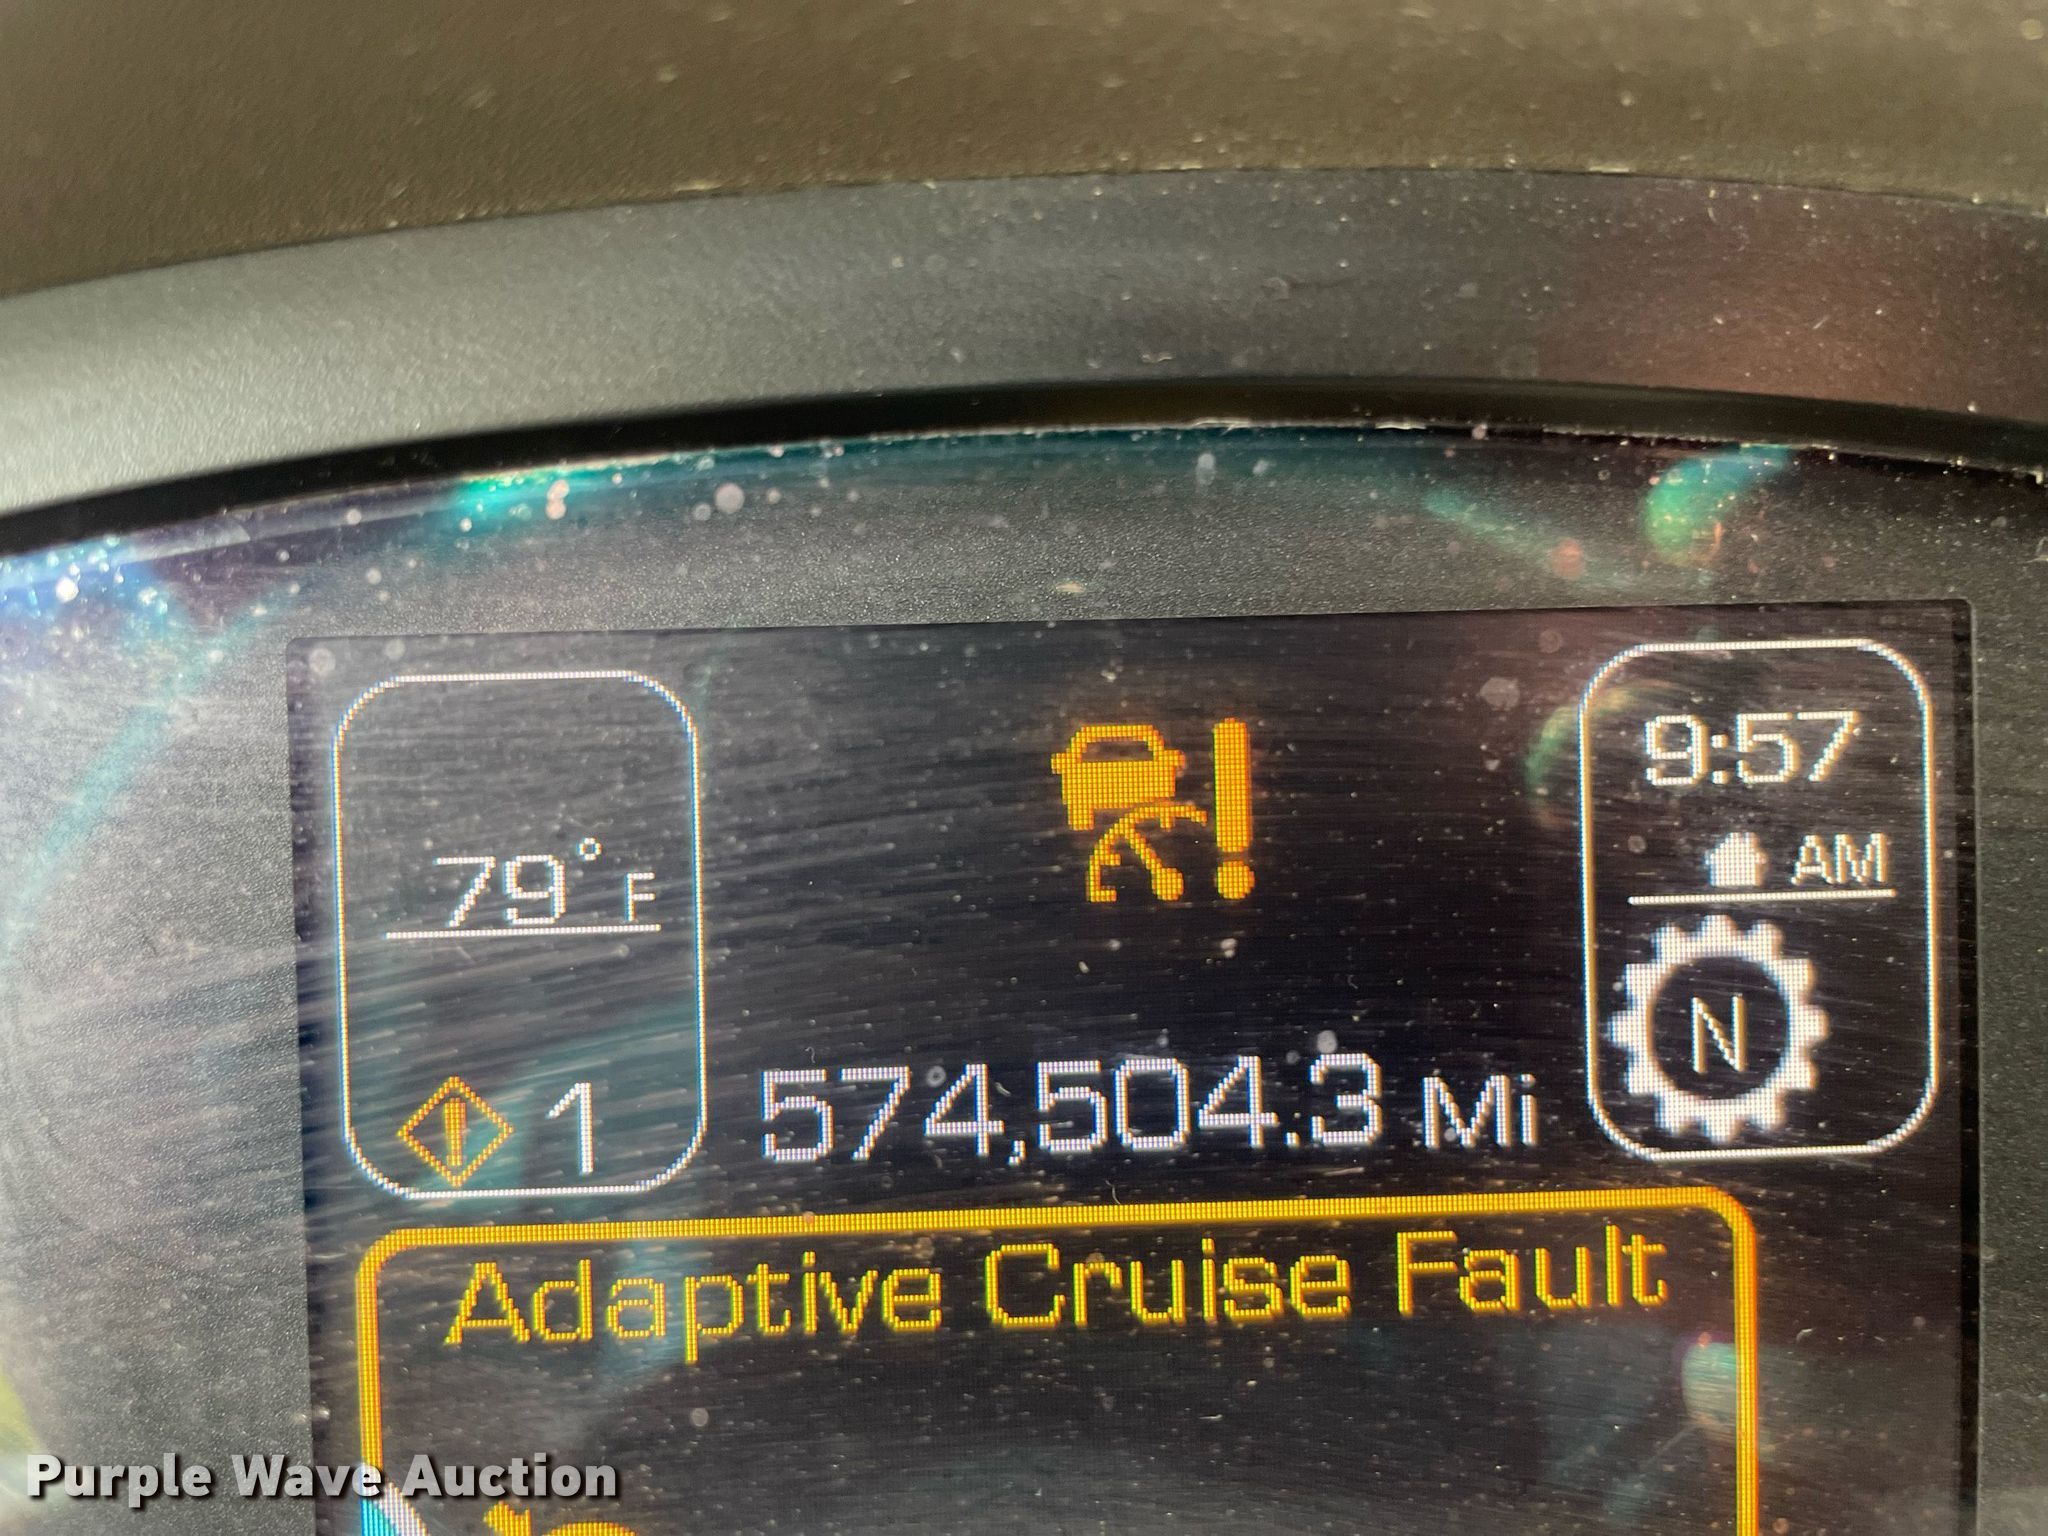 79° F
9:57
AM
N
1
574,504.3 Mi
Adaptive Cruise Fault
Purple Wave Auction